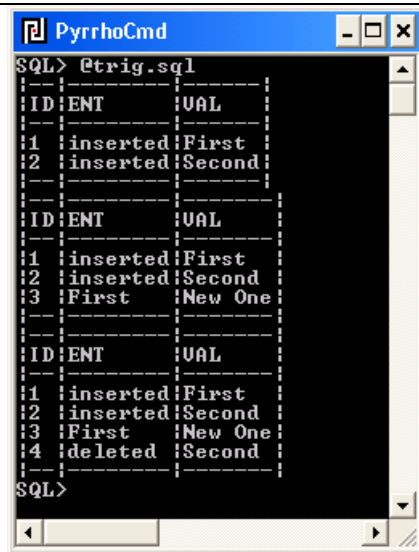 PyrrhoCmd
SQL> @trig.sql
|--|--------|------|
|ID|ENT |VAL |
|--|--------|------|
|1 |inserted|First |
|2 |inserted|Second|
|--|--------|------|
|--|--------|-------|
|ID|ENT |VAL |
|--|--------|-------|
|1 |inserted|First |
|2 |inserted|Second |
|3 |First |New One|
|--|--------|-------|
|--|--------|-------|
|ID|ENT |VAL |
|--|--------|-------|
|1 |inserted|First |
|2 |inserted|Second |
|3 |First |New One|
|4 |deleted |Second |
|--|--------|-------|
SQL>